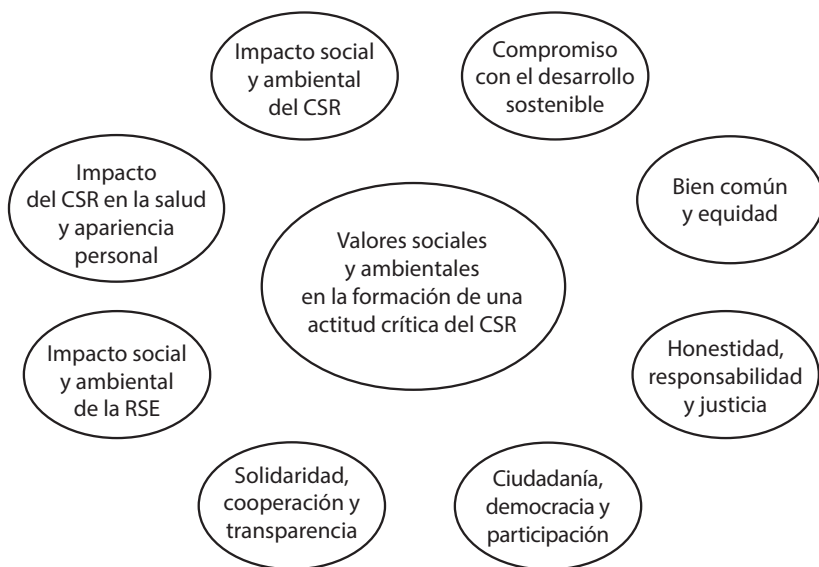 Impacto social
y ambiental
del CSR
Compromiso
con el desarrollo
sostenible
Impacto
del CSR en la salud
y apariencia
personal
Bien común
y equidad
Valores sociales
y ambientales
en la formación de una
actitud crítica del CSR
Impacto social
y ambiental
de la RSE
Honestidad,
responsabilidad
y justicia
Solidaridad,
cooperación y
transparencia
Ciudadanía,
democracia y
participación